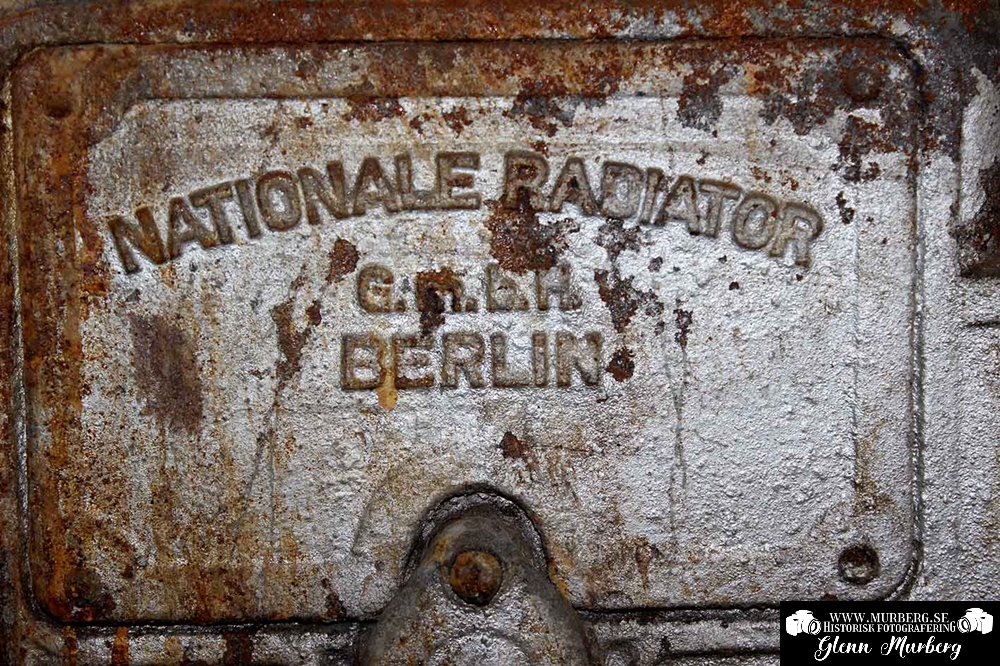 NATIONALE RADIATOR
G.m.b.H.
BERLIN
WWW.MURBERG.SE
HISTORISK FOTOGRAFERING
Glenn Murberg